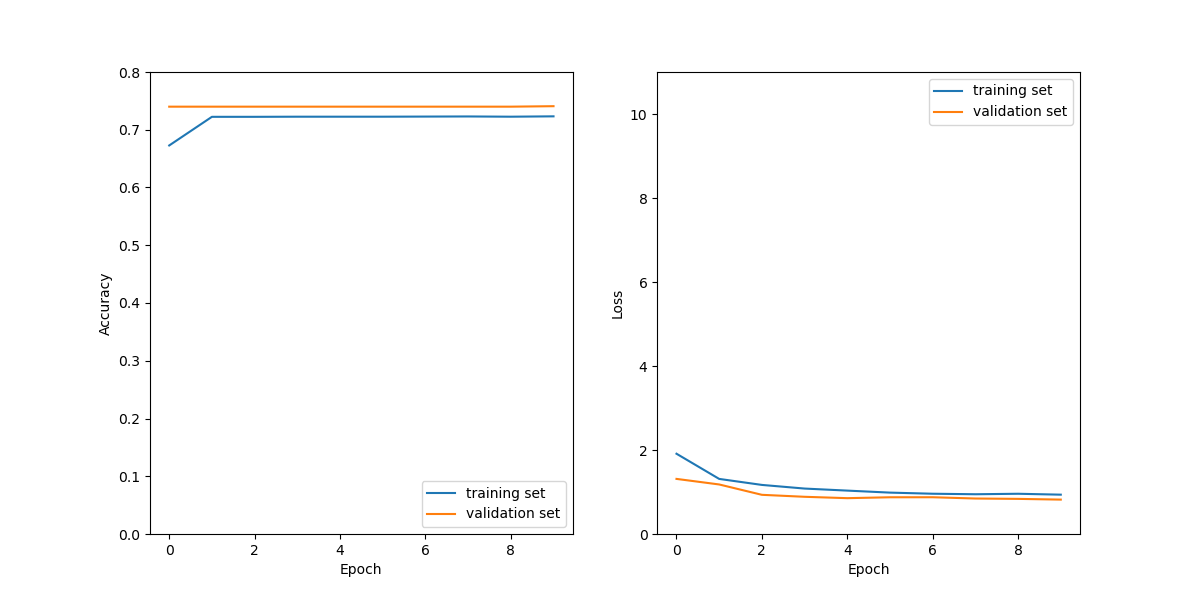 0.8
0.7
0.6
0.5
0.4
0.3
0.2
0.1
0.0
Accuracy
training set
validation set
0 2 4 6 8
Epoch
10
8
6
4
2
0
Loss
training set
validation set
0 2 4 6 8
Epoch